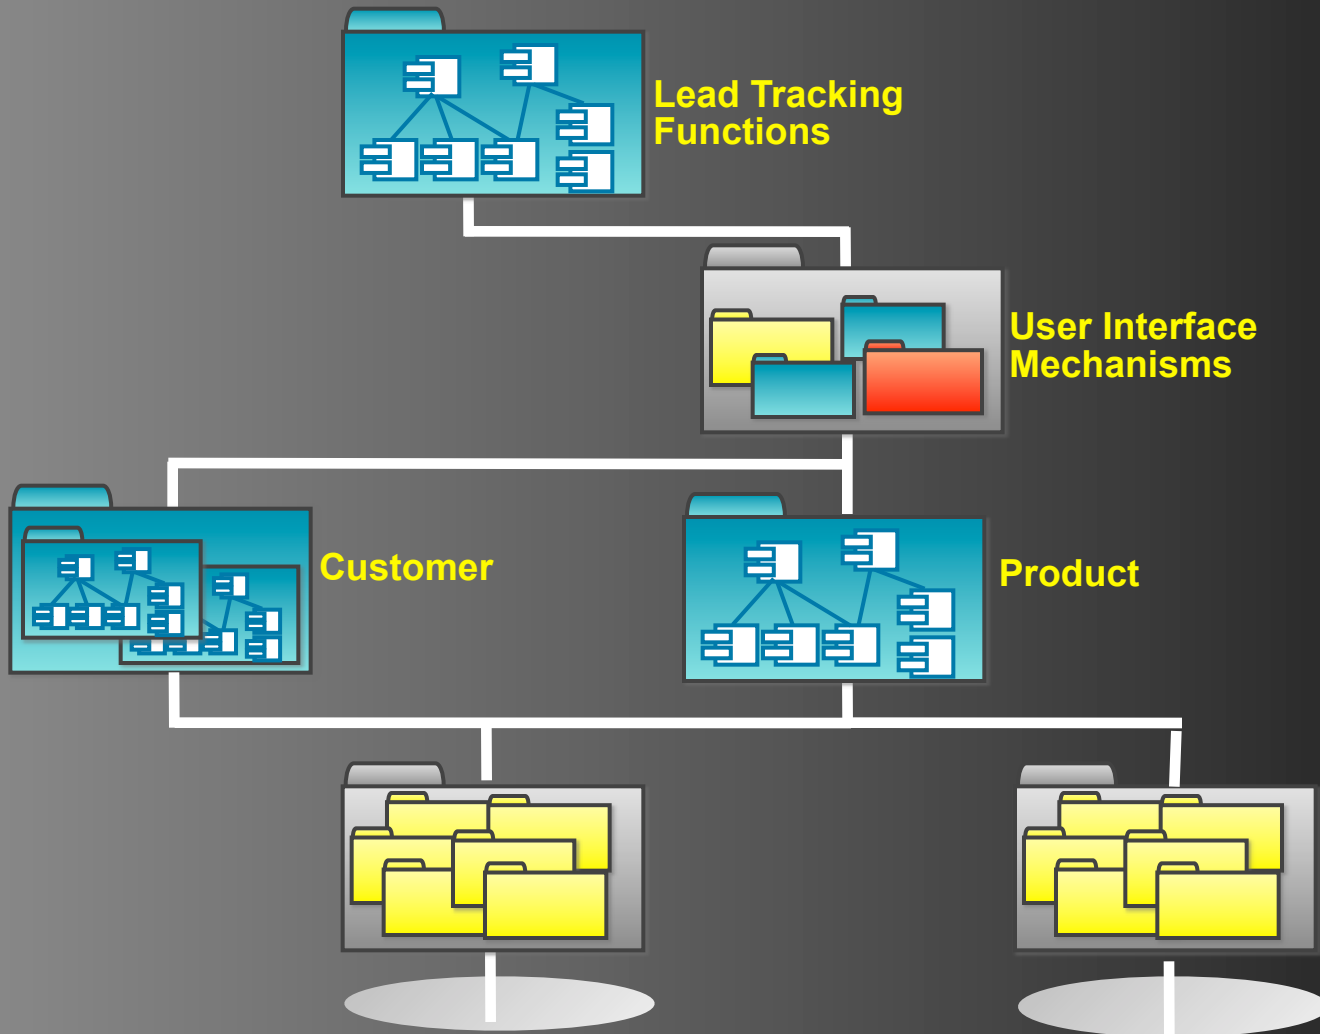 Lead Tracking
Functions
User Interface
Mechanisms
Customer
Product